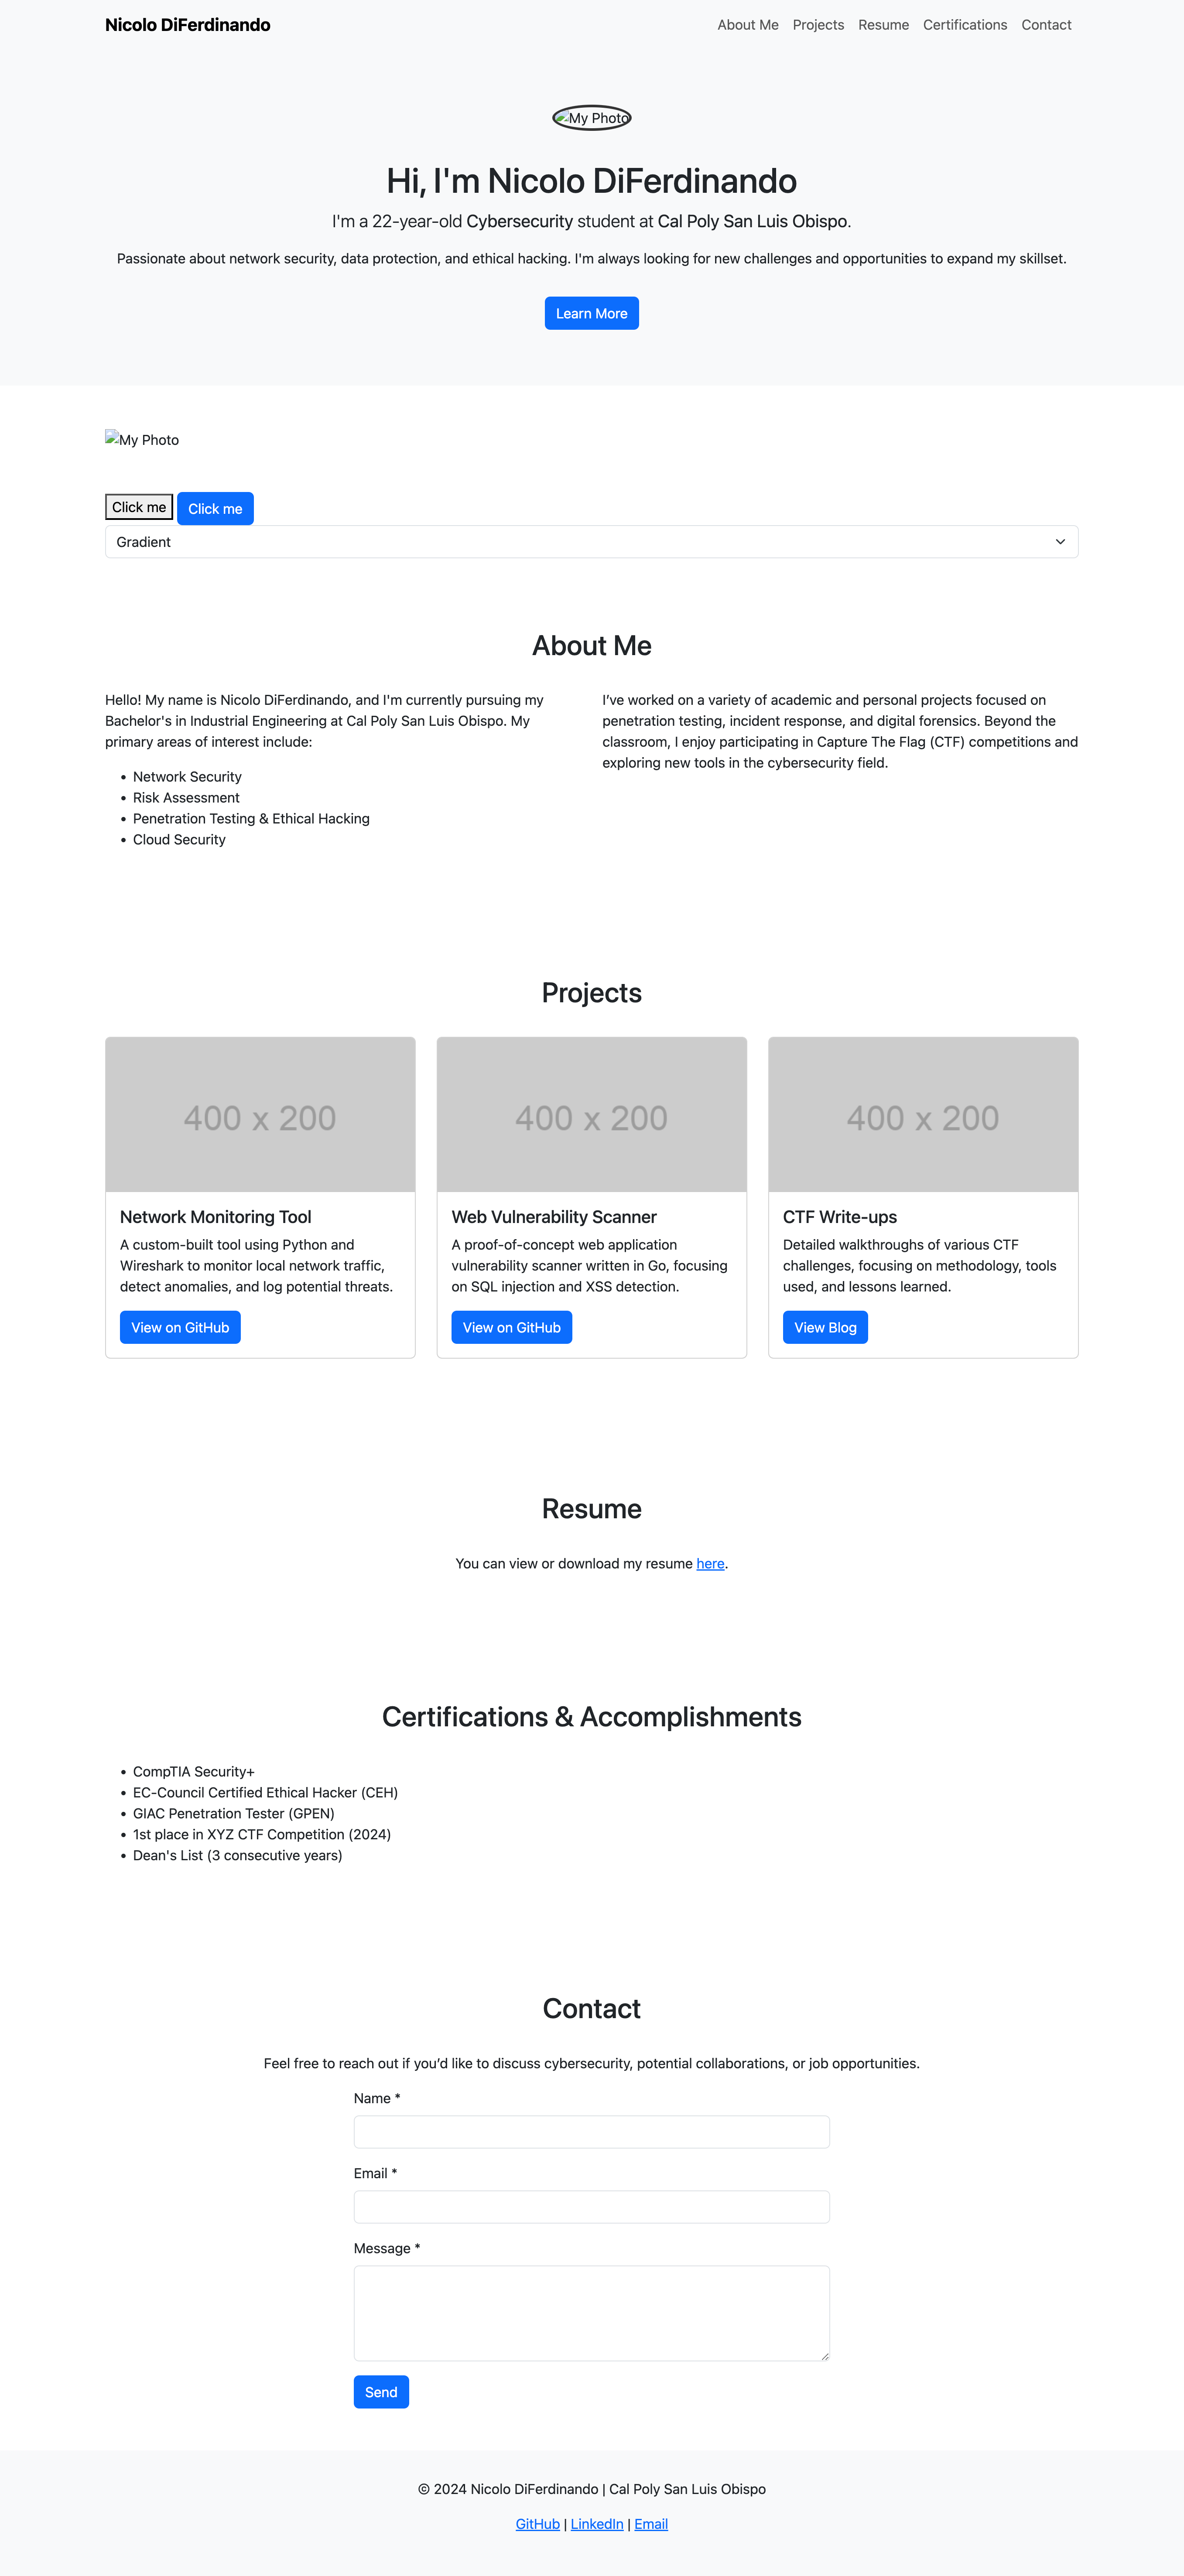 Nicolo DiFerdinando
About Me Projects Resume Certifications Contact
My Photo
Hi, I'm Nicolo DiFerdinando
I'm a 22-year-old Cybersecurity student at Cal Poly San Luis Obispo.
Passionate about network security, data protection, and ethical hacking. I'm always looking for new challenges and opportunities to expand my skillset.
Learn More
My Photo
Click me Click me
Gradient
About Me
Hello! My name is Nicolo DiFerdinando, and I'm currently pursuing my
Bachelor's in Industrial Engineering at Cal Poly San Luis Obispo. My
primary areas of interest include:
• Network Security
• Risk Assessment
• Penetration Testing & Ethical Hacking
• Cloud Security
I’ve worked on a variety of academic and personal projects focused on
penetration testing, incident response, and digital forensics. Beyond the
classroom, I enjoy participating in Capture The Flag (CTF) competitions and
exploring new tools in the cybersecurity field.
Projects
400 x 200
Network Monitoring Tool
A custom-built tool using Python and
Wireshark to monitor local network traffic,
detect anomalies, and log potential threats.
View on GitHub
400 x 200
Web Vulnerability Scanner
A proof-of-concept web application
vulnerability scanner written in Go, focusing
on SQL injection and XSS detection.
View on GitHub
400 x 200
CTF Write-ups
Detailed walkthroughs of various CTF
challenges, focusing on methodology, tools
used, and lessons learned.
View Blog
Resume
You can view or download my resume here.
Certifications & Accomplishments
• CompTIA Security+
• EC-Council Certified Ethical Hacker (CEH)
• GIAC Penetration Tester (GPEN)
• 1st place in XYZ CTF Competition (2024)
• Dean's List (3 consecutive years)
Contact
Feel free to reach out if you’d like to discuss cybersecurity, potential collaborations, or job opportunities.
Name *
Email *
Message *
Send
© 2024 Nicolo DiFerdinando | Cal Poly San Luis Obispo
GitHub | LinkedIn | Email